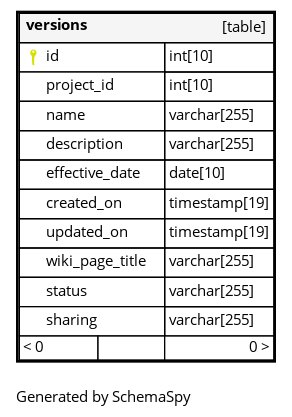 versions [table]
id int[10]
project_id int[10]
name varchar[255]
description varchar[255]
effective_date date[10]
created_on timestamp[19]
updated_on timestamp[19]
wiki_page_title varchar[255]
status varchar[255]
sharing varchar[255]
< 0 0 >
Generated by SchemaSpy